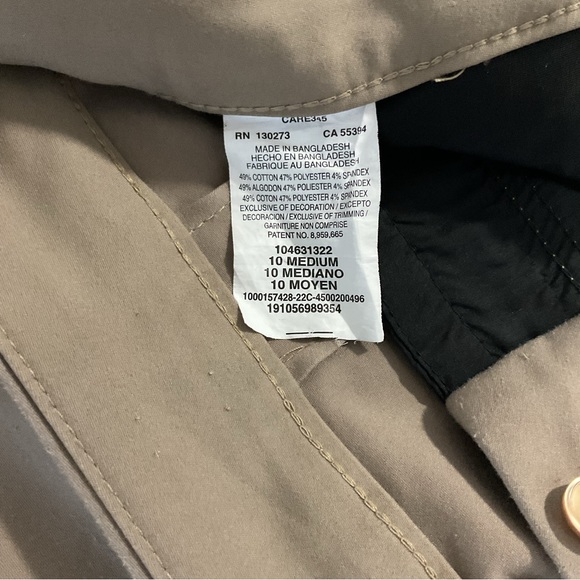 CARE345
RN 130273 CA 55394
MADE IN BANGLADESH
HECHO EN BANGLADESH
FABRIQUE AU BANGLADESH
49% COTTON 47% POLYESTER 4% SPANDEX
49% ALGODON 47% POLIESTER 4% SPANDEX
49% COTON 47% POLYESTER 4% SPANDEX
EXCLUSIVE OF DECORATION / EXCEPTO
DECORACION / EXCLUSIVE OF TRIMMING /
GARNITURE NON COMPRISE
PATENT NO. 8,959,665
104631322
10 MEDIUM
10 MEDIANO
10 MOYEN
1000157428-22C-4500200496
191056989354